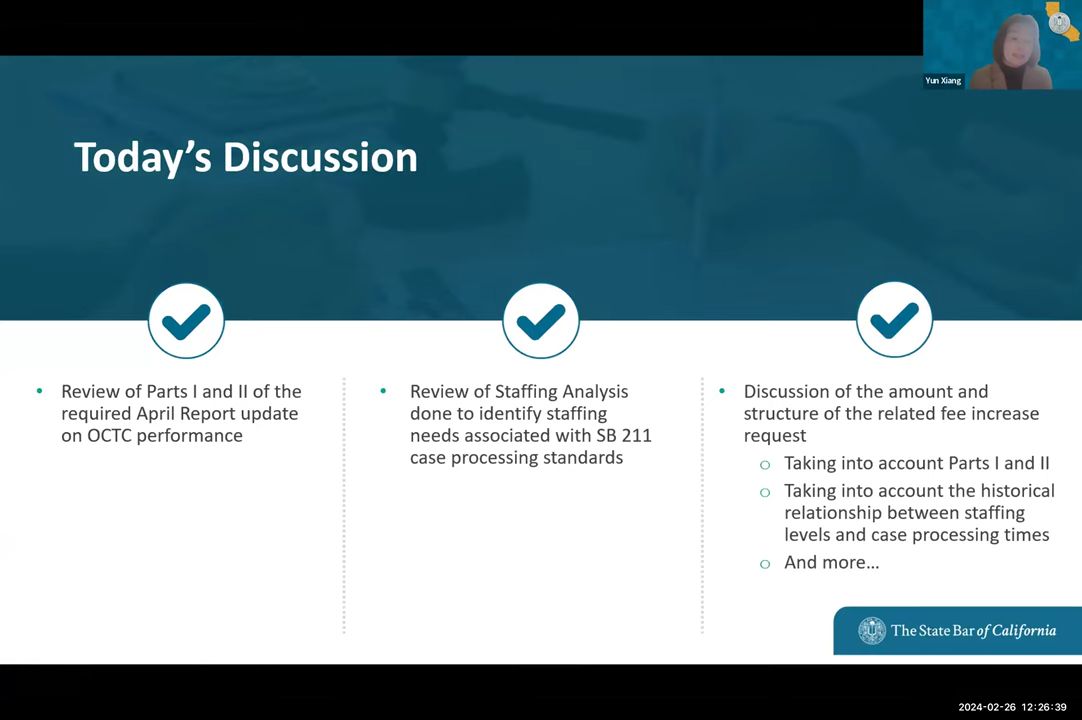 Yun Xiang
Today's Discussion
• Review of Parts I and II of the
required April Report update
on OCTC performance
• Review of Staffing Analysis
done to identify staffing
needs associated with SB 211
case processing standards
• Discussion of the amount and
structure of the related fee increase
request
o Taking into account Parts I and II
o Taking into account the historical
relationship between staffing
levels and case processing times
o And more…
The State Bar of California
2024-02-26 12:26:39